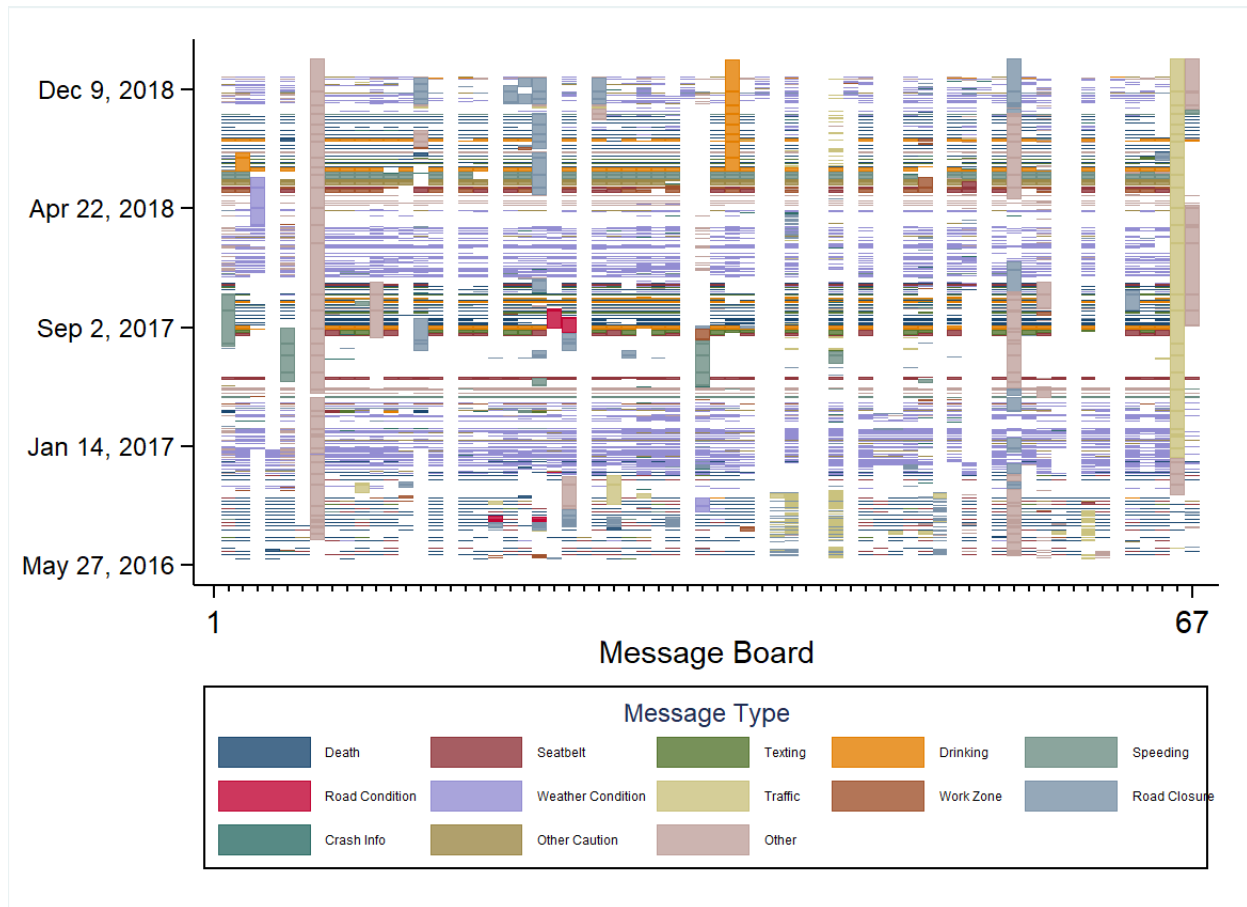 Dec 9, 2018
Apr 22, 2018
Sep 2, 2017
Jan 14, 2017
May 27, 2016
1
67
Message Board
Message Type
Death
Seatbelt
Texting
Drinking
Speeding
Road Condition
Weather Condition
Traffic
Work Zone
Road Closure
Crash Info
Other Caution
Other